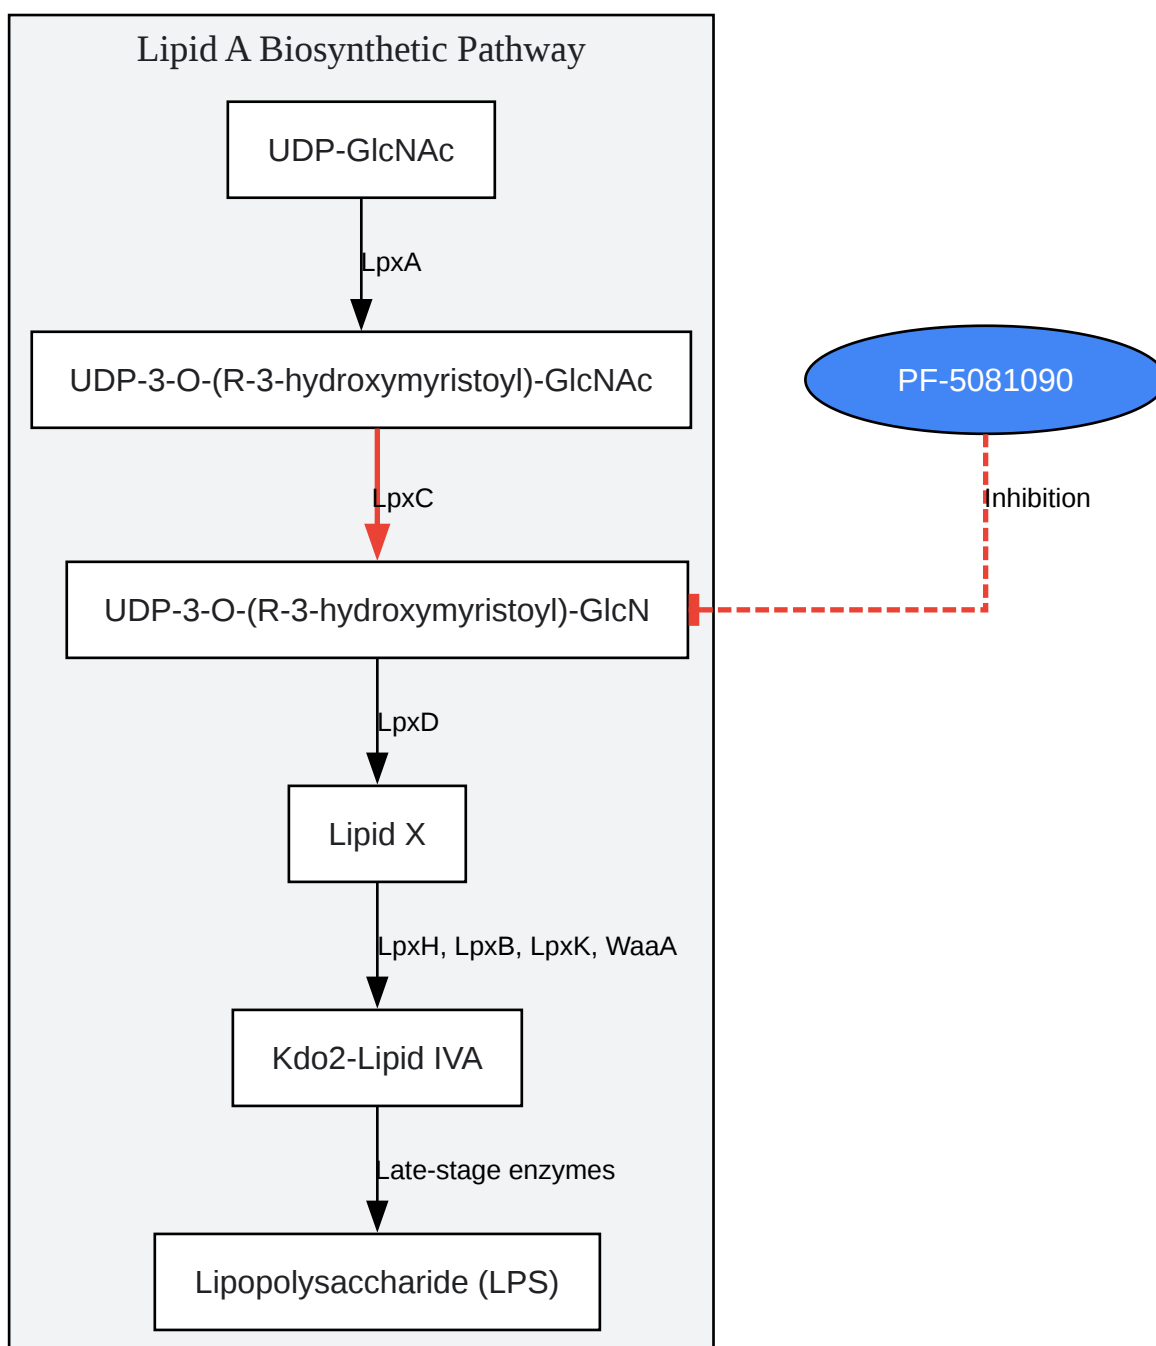 Lipid A Biosynthetic Pathway
UDP-GlcNAc
LpxA
UDP-3-O-(R-3-hydroxymyristoyl)-GlcNAc
PF-5081090
LpxC
Inhibition
UDP-3-O-(R-3-hydroxymyristoyl)-GlcN
LpxD
Lipid X
LpxH, LpxB, LpxK, WaaA
Kdo2-Lipid IVA
Late-stage enzymes
Lipopolysaccharide (LPS)